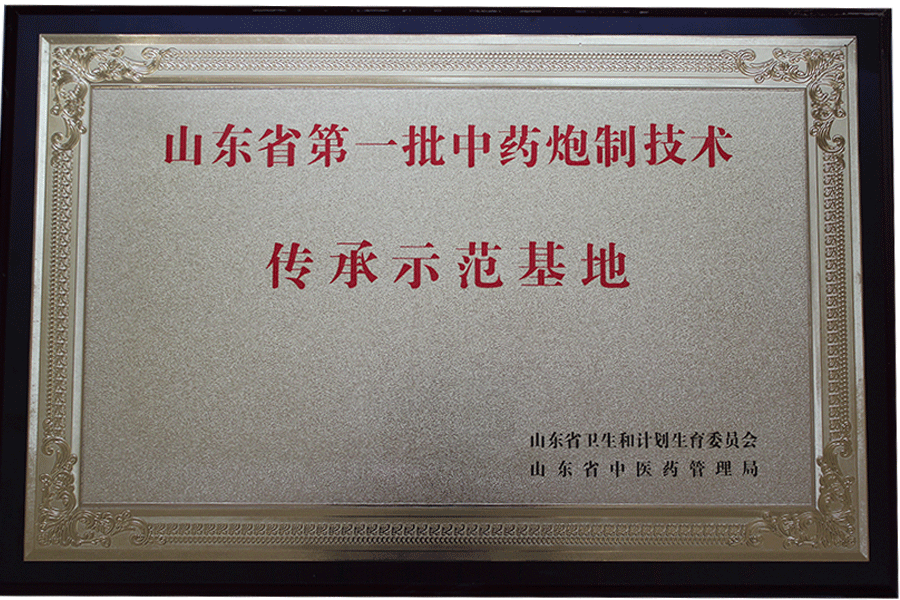 山东省第一批中药炮制技术
传承示范基地
山东省卫生和计划生育委员会
山东省中医药管理局